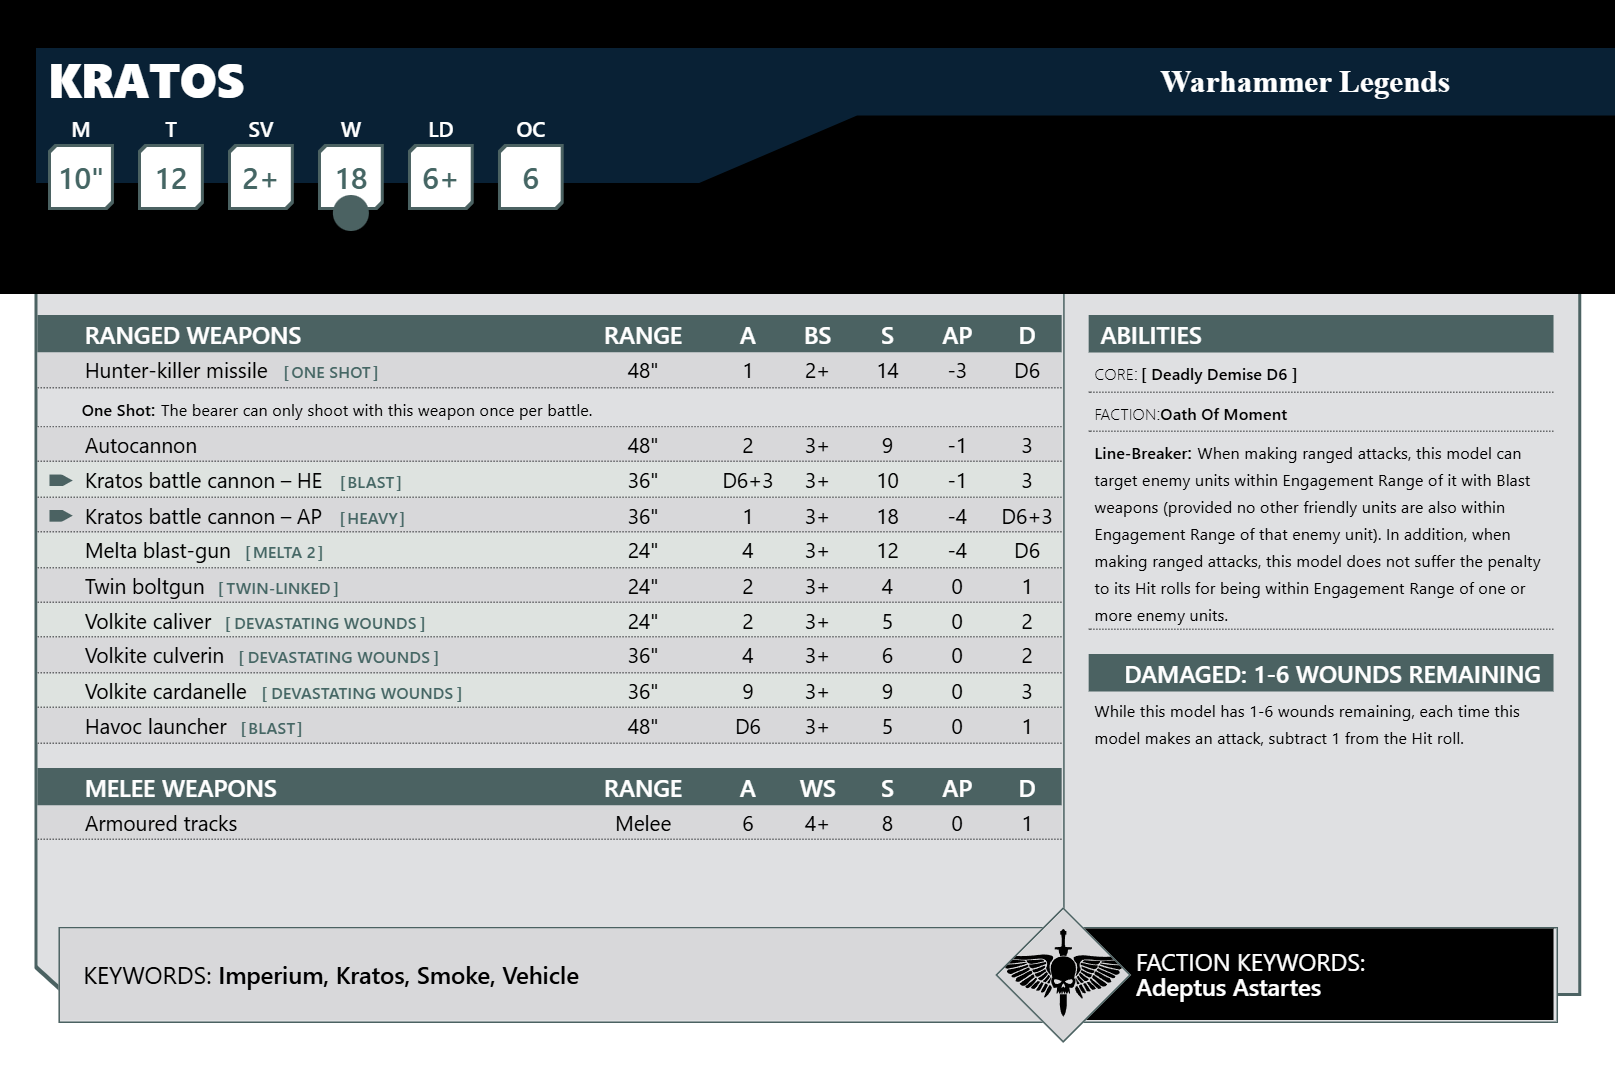 KRATOS
Warhammer Legends
M T SV W LD OC
10" 12 2+ 18 6+ 6
RANGED WEAPONS RANGE A BS S AP D
Hunter-killer missile [ONE SHOT] 48" 1 2+ 14 -3 D6
One Shot: The bearer can only shoot with this weapon once per battle.
Autocannon 48" 2 3+ 9 -1 3
Kratos battle cannon – HE [BLAST] 36" D6+3 3+ 10 -1 3
Kratos battle cannon – AP [HEAVY] 36" 1 3+ 18 -4 D6+3
Melta blast-gun [MELTA 2] 24" 4 3+ 12 -4 D6
Twin boltgun [TWIN-LINKED] 24" 2 3+ 4 0 1
Volkite caliver [DEVASTATING WOUNDS] 24" 2 3+ 5 0 2
Volkite culverin [DEVASTATING WOUNDS] 36" 4 3+ 6 0 2
Volkite cardanelle [DEVASTATING WOUNDS] 36" 9 3+ 9 0 3
Havoc launcher [BLAST] 48" D6 3+ 5 0 1
MELEE WEAPONS RANGE A WS S AP D
Armoured tracks Melee 6 4+ 8 0 1
ABILITIES
CORE: [ Deadly Demise D6 ]
FACTION:Oath Of Moment
Line-Breaker: When making ranged attacks, this model can
target enemy units within Engagement Range of it with Blast
weapons (provided no other friendly units are also within
Engagement Range of that enemy unit). In addition, when
making ranged attacks, this model does not suffer the penalty
to its Hit rolls for being within Engagement Range of one or
more enemy units.
DAMAGED: 1-6 WOUNDS REMAINING
While this model has 1-6 wounds remaining, each time this
model makes an attack, subtract 1 from the Hit roll.
KEYWORDS: Imperium, Kratos, Smoke, Vehicle
FACTION KEYWORDS:
Adeptus Astartes